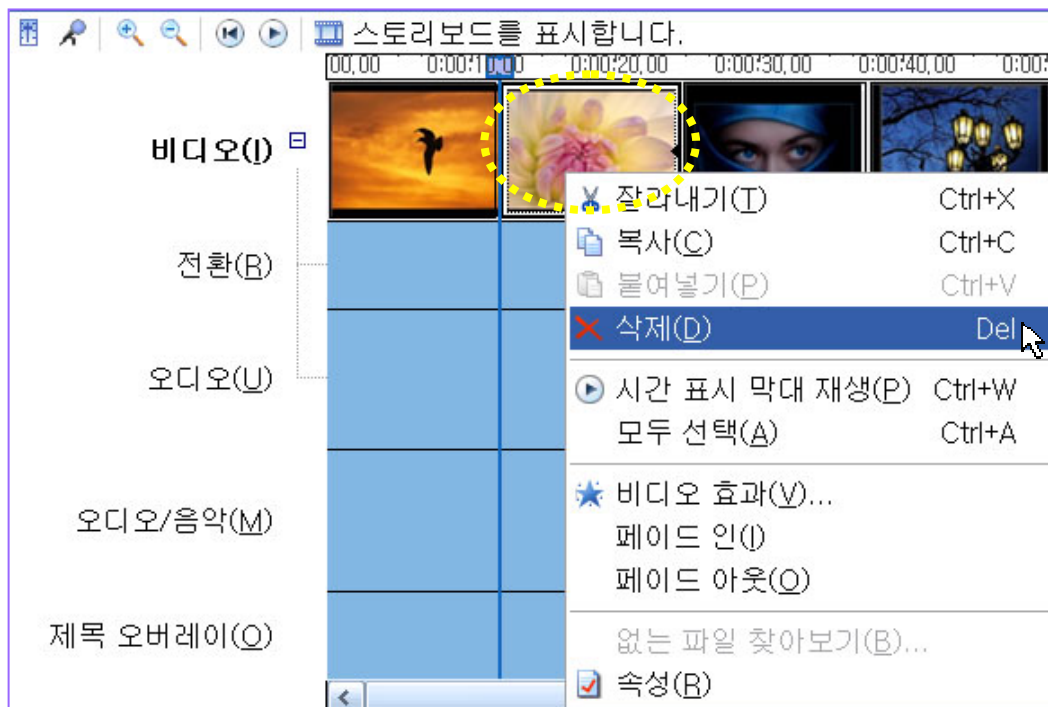 스토리보드를 표시합니다.
00,00 0:00:1 0:00:20,00 0:00:30,00 0:00:40,00 0:00:
비디오(I)
잘라내기(T) Ctrl+X
복사(C) Ctrl+C
전환(R)
붙여넣기(P) Ctrl+V
삭제(D) Del
오디오(U)
시간 표시 막대 재생(P) Ctrl+W
모두 선택(A) Ctrl+A
비디오 효과(V)...
오디오/음악(M)
페이드 인(I)
페이드 아웃(O)
제목 오버레이(O)
없는 파일 찾아보기(B)...
속성(R)